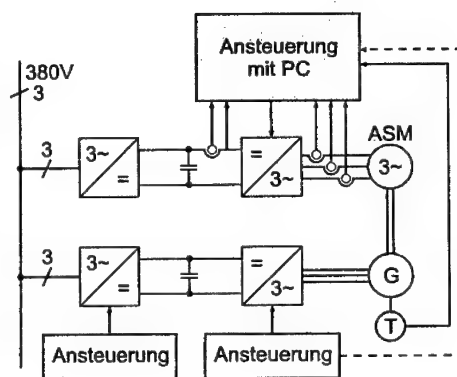 Ansteuerung
mit PC
380V
3
3
3~
=
=
3~
ASM
3~
3
3~
=
=
3~
G
T
Ansteuerung
Ansteuerung